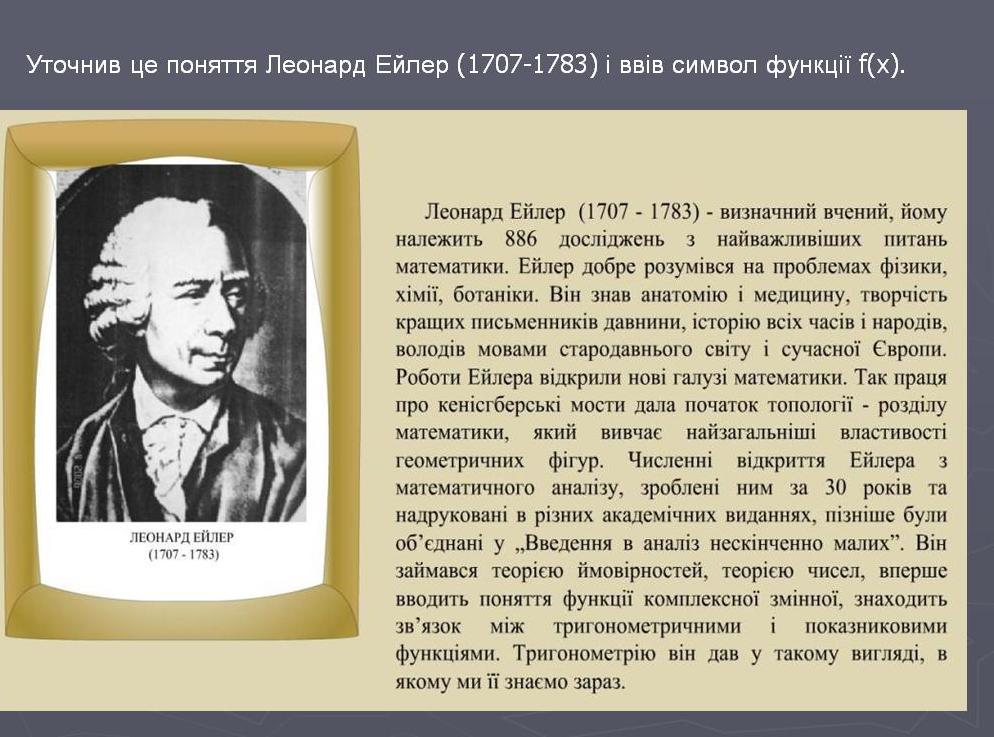 Уточнив це поняття Леонард Ейлер (1707-1783) і ввів символ функції f(x).
ЛЕОНАРД ЕЙЛЕР
(1707 - 1783)
Леонард Ейлер (1707 - 1783) - визначний вчений, йому
належить 886 досліджень з найважливіших питань
математики. Ейлер добре розумівся на проблемах фізики,
хімії, ботаніки. Він знав анатомію і медицину, творчість
кращих письменників давнини, історію всіх часів і народів,
володів мовами стародавнього світу і сучасної Європи.
Роботи Ейлера відкрили нові галузі математики. Так праця
про кенісгберські мости дала початок топології - розділу
математики, який вивчає найзагальніші властивості
геометричних фігур. Численні відкриття Ейлера з
математичного аналізу, зроблені ним за 30 років та
надруковані в різних академічних виданнях, пізніше були
об’єднані у „Введення в аналіз нескінченно малих”. Він
займався теорією ймовірностей, теорією чисел, вперше
вводить поняття функції комплексної змінної, знаходить
зв’язок між тригонометричними і показниковими
функціями. Тригонометрію він дав у такому вигляді, в
якому ми її знаємо зараз.